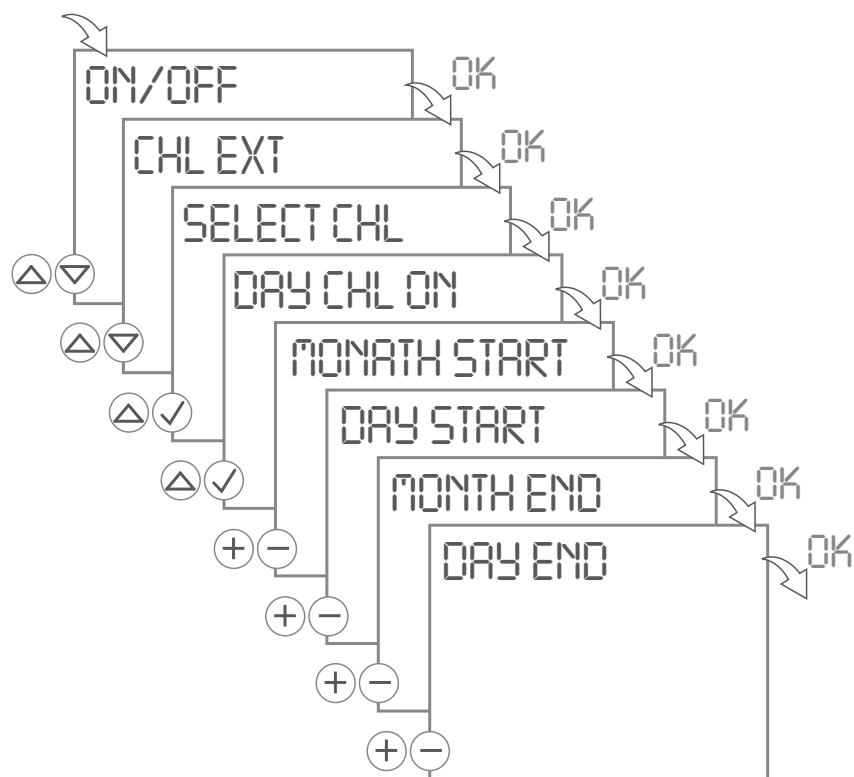 ON/OFF
OK
CHL EXT
OK
SELECT CHL
OK
DAY CHL ON
OK
MONATH START
OK
DAY START
OK
MONTH END
OK
DAY END
OK